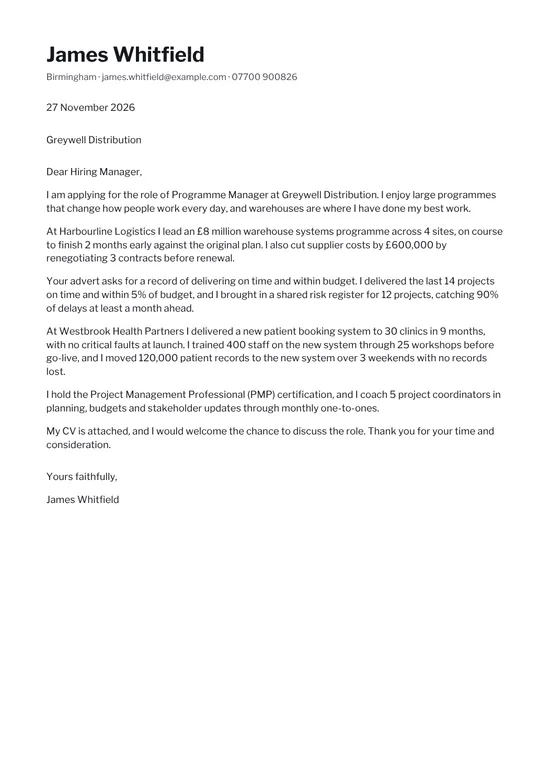 James Whitfield
Birmingham · james.whitfield@example.com · 07700 900826
27 November 2026
Greywell Distribution
Dear Hiring Manager,
I am applying for the role of Programme Manager at Greywell Distribution. I enjoy large programmes
that change how people work every day, and warehouses are where I have done my best work.
At Harbourline Logistics I lead an £8 million warehouse systems programme across 4 sites, on course
to finish 2 months early against the original plan. I also cut supplier costs by £600,000 by
renegotiating 3 contracts before renewal.
Your advert asks for a record of delivering on time and within budget. I delivered the last 14 projects
on time and within 5% of budget, and I brought in a shared risk register for 12 projects, catching 90%
of delays at least a month ahead.
At Westbrook Health Partners I delivered a new patient booking system to 30 clinics in 9 months,
with no critical faults at launch. I trained 400 staff on the new system through 25 workshops before
go-live, and I moved 120,000 patient records to the new system over 3 weekends with no records
lost.
I hold the Project Management Professional (PMP) certification, and I coach 5 project coordinators in
planning, budgets and stakeholder updates through monthly one-to-ones.
My CV is attached, and I would welcome the chance to discuss the role. Thank you for your time and
consideration.
Yours faithfully,
James Whitfield